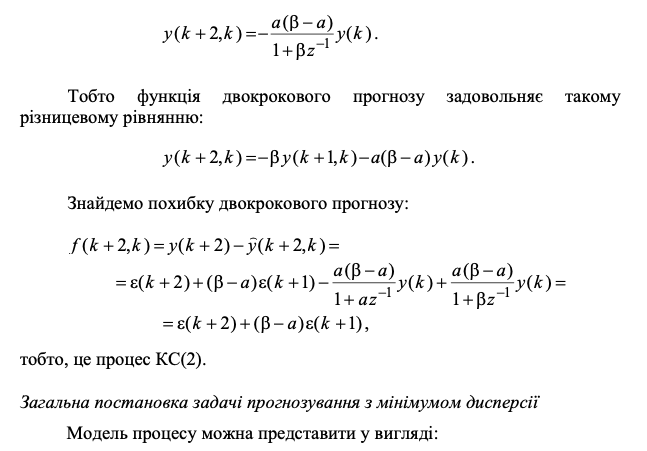 y(k + 2,k) = − a(β − a) / 1 + βz⁻¹ y(k).
Тобто функція двокрокового прогнозу задовольняє такому
різницевому рівнянню:
y(k + 2,k) = −βy(k + 1,k) − a(β − a)y(k).
Знайдемо похибку двокрокового прогнозу:
f(k + 2,k) = y(k + 2) − ŷ(k + 2,k) =
= ε(k + 2) + (β − a)ε(k + 1) − a(β − a) / 1 + az⁻¹ y(k) + a(β − a) / 1 + βz⁻¹ y(k) =
= ε(k + 2) + (β − a)ε(k + 1),
тобто, це процес КС(2).
Загальна постановка задачі прогнозування з мінімумом дисперсії
Модель процесу можна представити у вигляді: